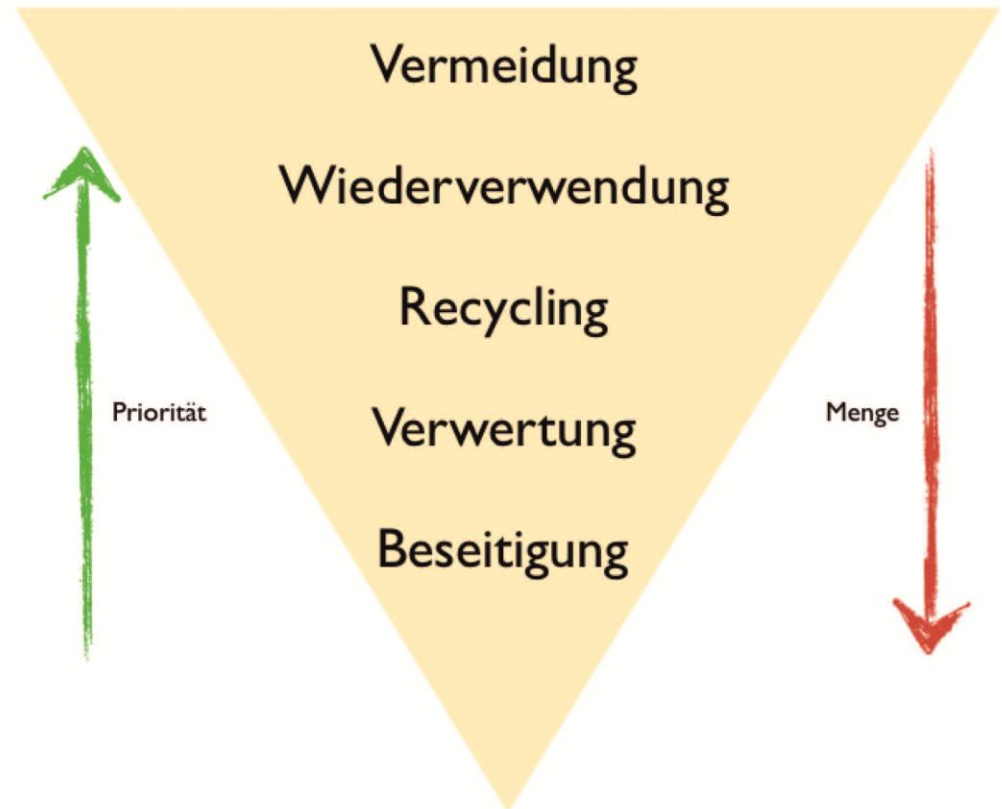 Vermeidung
Wiederverwendung
Recycling
Priorität
Verwertung
Menge
Beseitigung